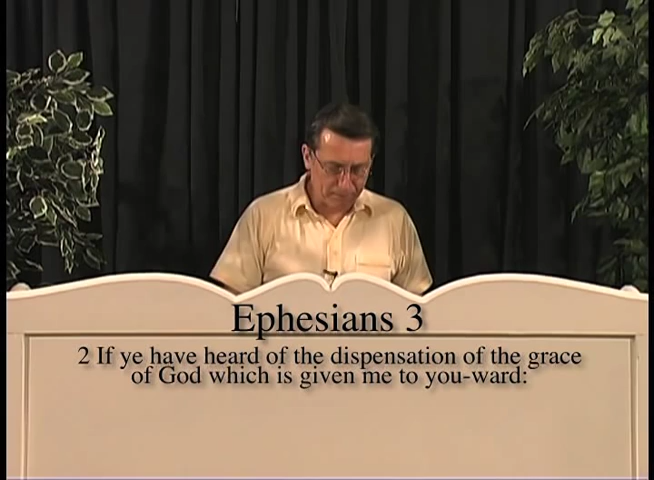 Ephesians 3
2 If ye have heard of the dispensation of the grace
of God which is given me to you-ward: